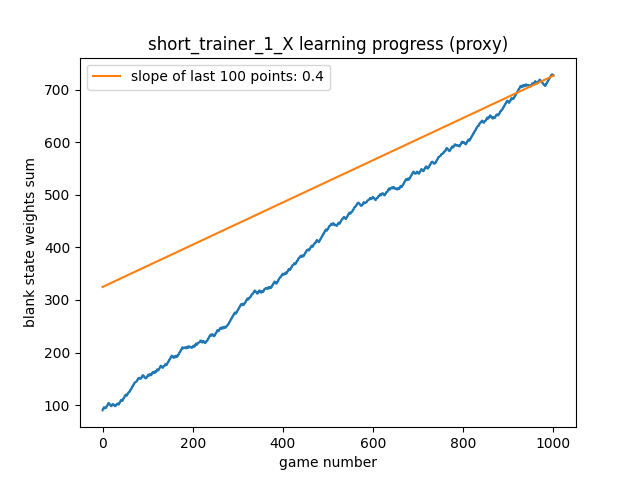 short_trainer_1_X learning progress (proxy)
slope of last 100 points: 0.4
700
600
500
400
300
200
100
blank state weights sum
0 200 400 600 800 1000
game number